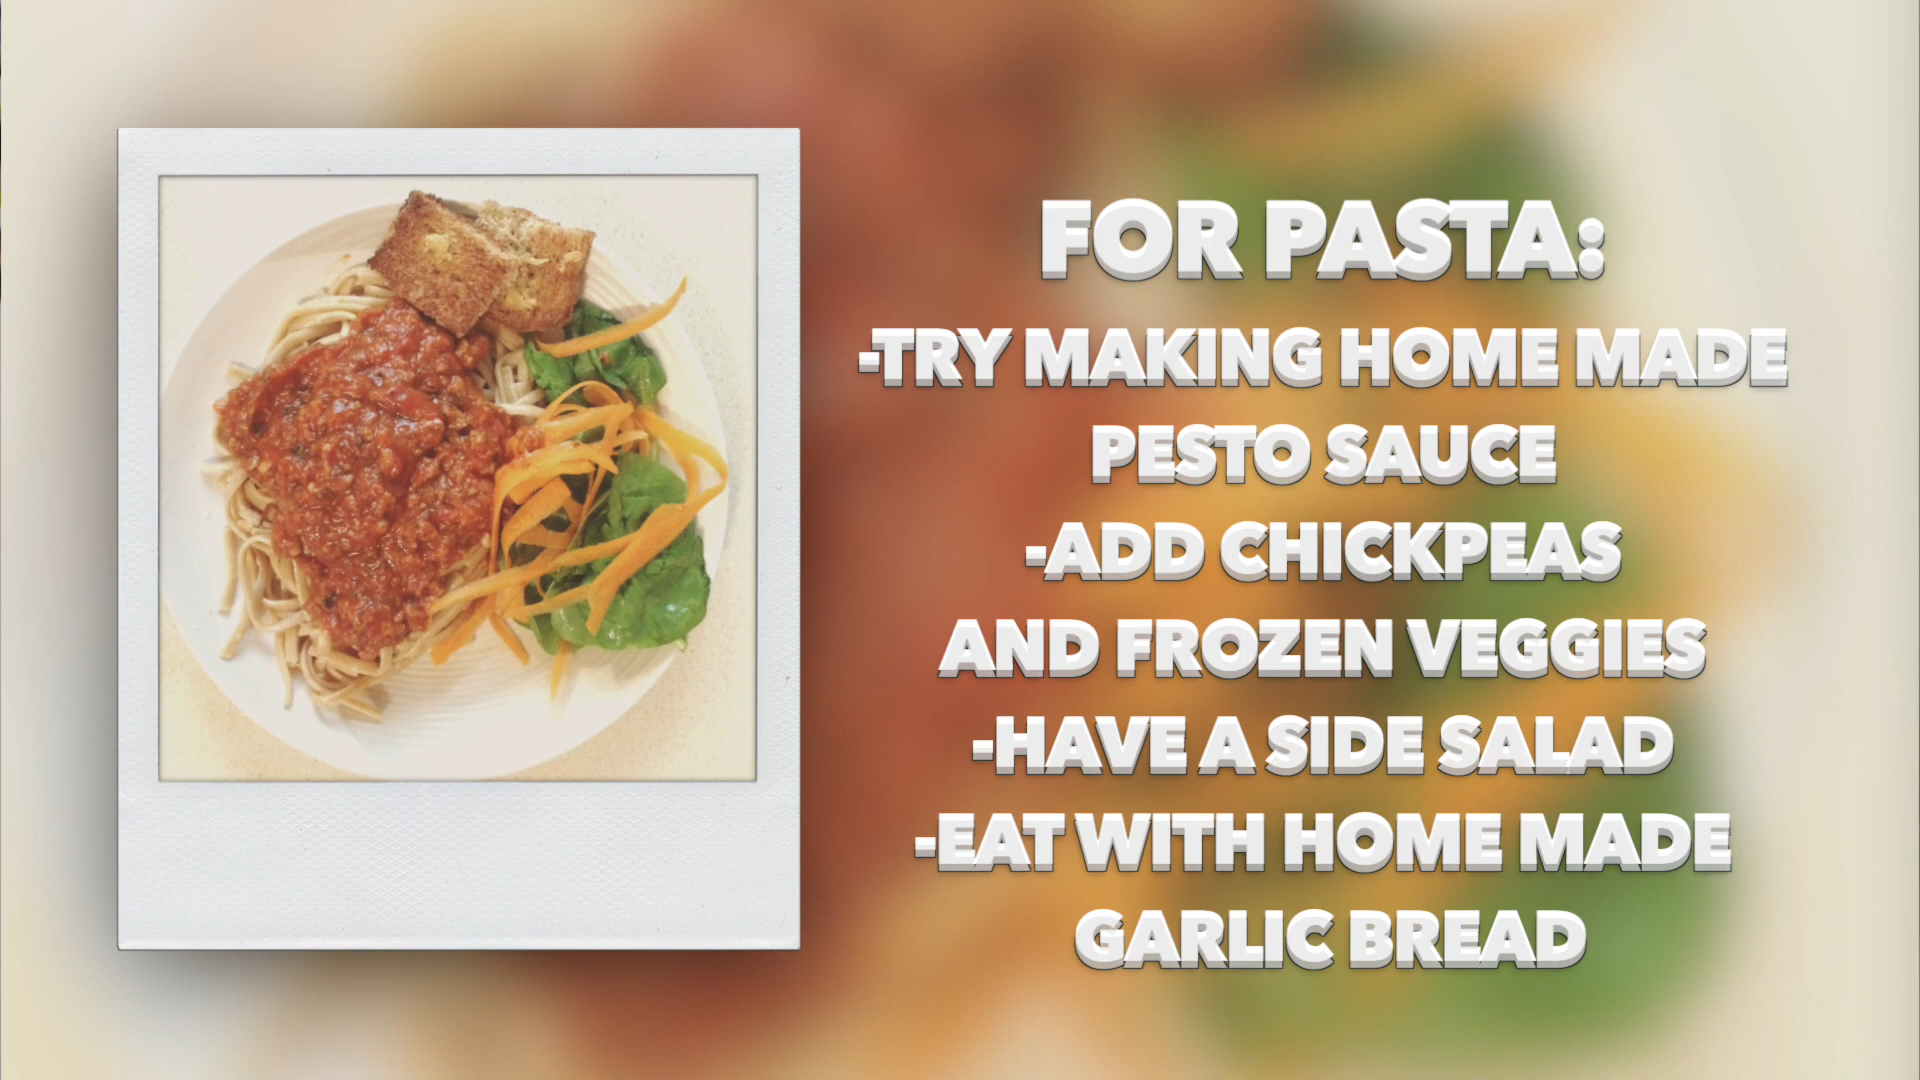 FOR PASTA:
-TRY MAKING HOME MADE
PESTO SAUCE
-ADD CHICKPEAS
AND FROZEN VEGGIES
-HAVE A SIDE SALAD
-EAT WITH HOME MADE
GARLIC BREAD